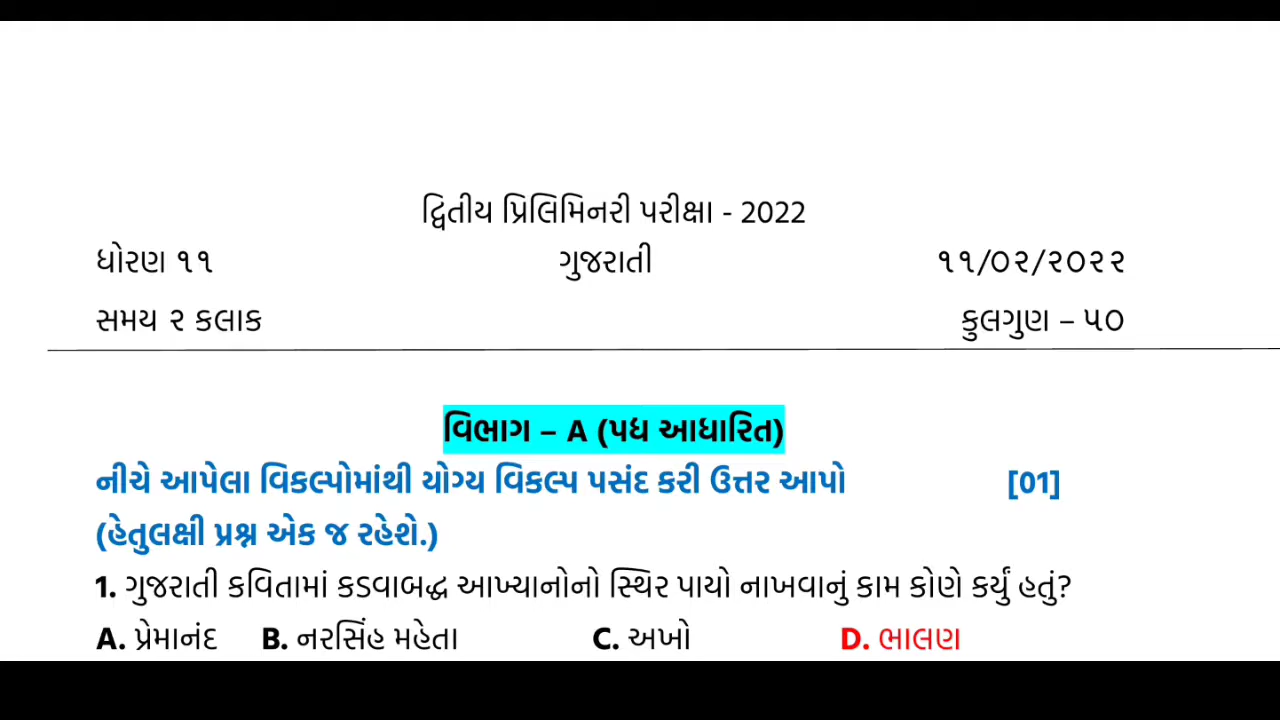 દ્વિતીય પ્રિલિમિનરી પરીક્ષા - 2022
ધોરણ ૧૧ ગુજરાતી ૧૧/૦૨/૨૦૨૨
સમય ૨ કલાક કુલગુણ – ૫૦
વિભાગ – A (પદ્ય આધારિત)
નીચે આપેલા વિકલ્પોમાંથી યોગ્ય વિકલ્પ પસંદ કરી ઉત્તર આપો [01]
(હેતુલક્ષી પ્રશ્ન એક જ રહેશે.)
1. ગુજરાતી કવિતામાં કડવાબદ્ધ આખ્યાનોનો સ્થિર પાયો નાખવાનું કામ કોણે કર્યું હતું?
A. પ્રેમાનંદ B. નરસિંહ મહેતા C. અખો D. ભાલણ